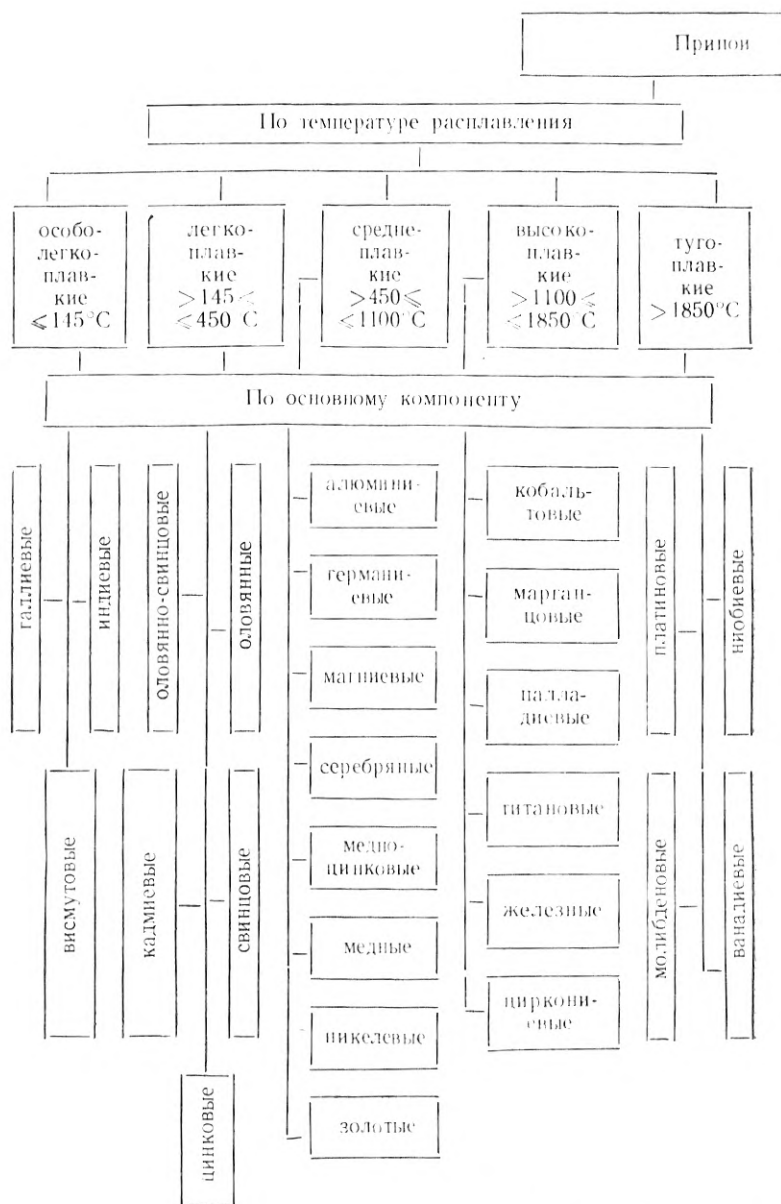 Припои
По температуре расплавления
особо-
легко-
плав-
кие
⩽145°C
легко-
плав-
кие
>145⩽
⩽450 C
средне-
плав-
кие
>450⩽
⩽1100°C
высоко-
плав-
кие
>1100⩽
⩽1850°C
туго-
плав-
кие
>1850°C
По основному компоненту
галлиевые
индиевые
оловянно-свинцовые
оловянные
алюмини-
евые
германи-
евые
магниевые
серебряные
медно-
цинковые
медные
никелевые
золотые
кобаль-
товые
марган-
цовые
палла-
диевые
титановые
железные
циркони-
евые
платиновые
ниобиевые
висмутовые
кадмиевые
свинцовые
цинковые
молибденовые
ванадиевые